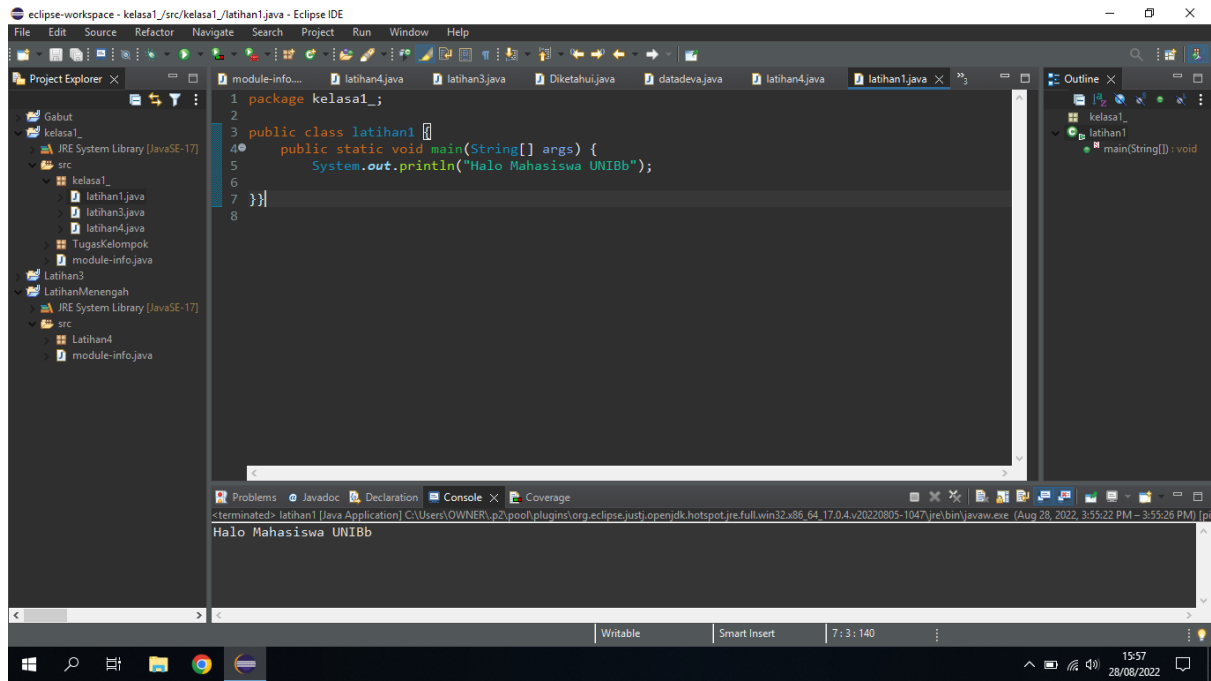 eclipse-workspace - kelasa1_/src/kelasa1_/latihan1.java - Eclipse IDE
File Edit Source Refactor Navigate Search Project Run Window Help
Project Explorer
Gabut
kelasa1_
JRE System Library [JavaSE-17]
src
kelasa1_
latihan1.java
latihan3.java
latihan4.java
TugasKelompok
module-info.java
Latihan3
LatihanMenengah
JRE System Library [JavaSE-17]
src
Latihan4
module-info.java
module-info.... latihan4.java latihan3.java Diketahui.java datadeva.java latihan4.java latihan1.java »3
1 package kelasa1_;
2
3 public class latihan1 {
4 public static void main(String[] args) {
5 System.out.println("Halo Mahasiswa UNIBb");
6
7 }}
8
Outline
kelasa1_
latihan1
main(String[]) : void
Problems Javadoc Declaration Console Coverage
<terminated> latihan1 [Java Application] C:\Users\OWNER\.p2\pool\plugins\org.eclipse.justj.openjdk.hotspot.jre.full.win32.x86_64_17.0.4.v20220805-1047\jre\bin\javaw.exe (Aug 28, 2022, 3:55:22 PM – 3:55:26 PM) [pi
Halo Mahasiswa UNIBb
Writable Smart Insert 7 : 3 : 140
15:57
28/08/2022